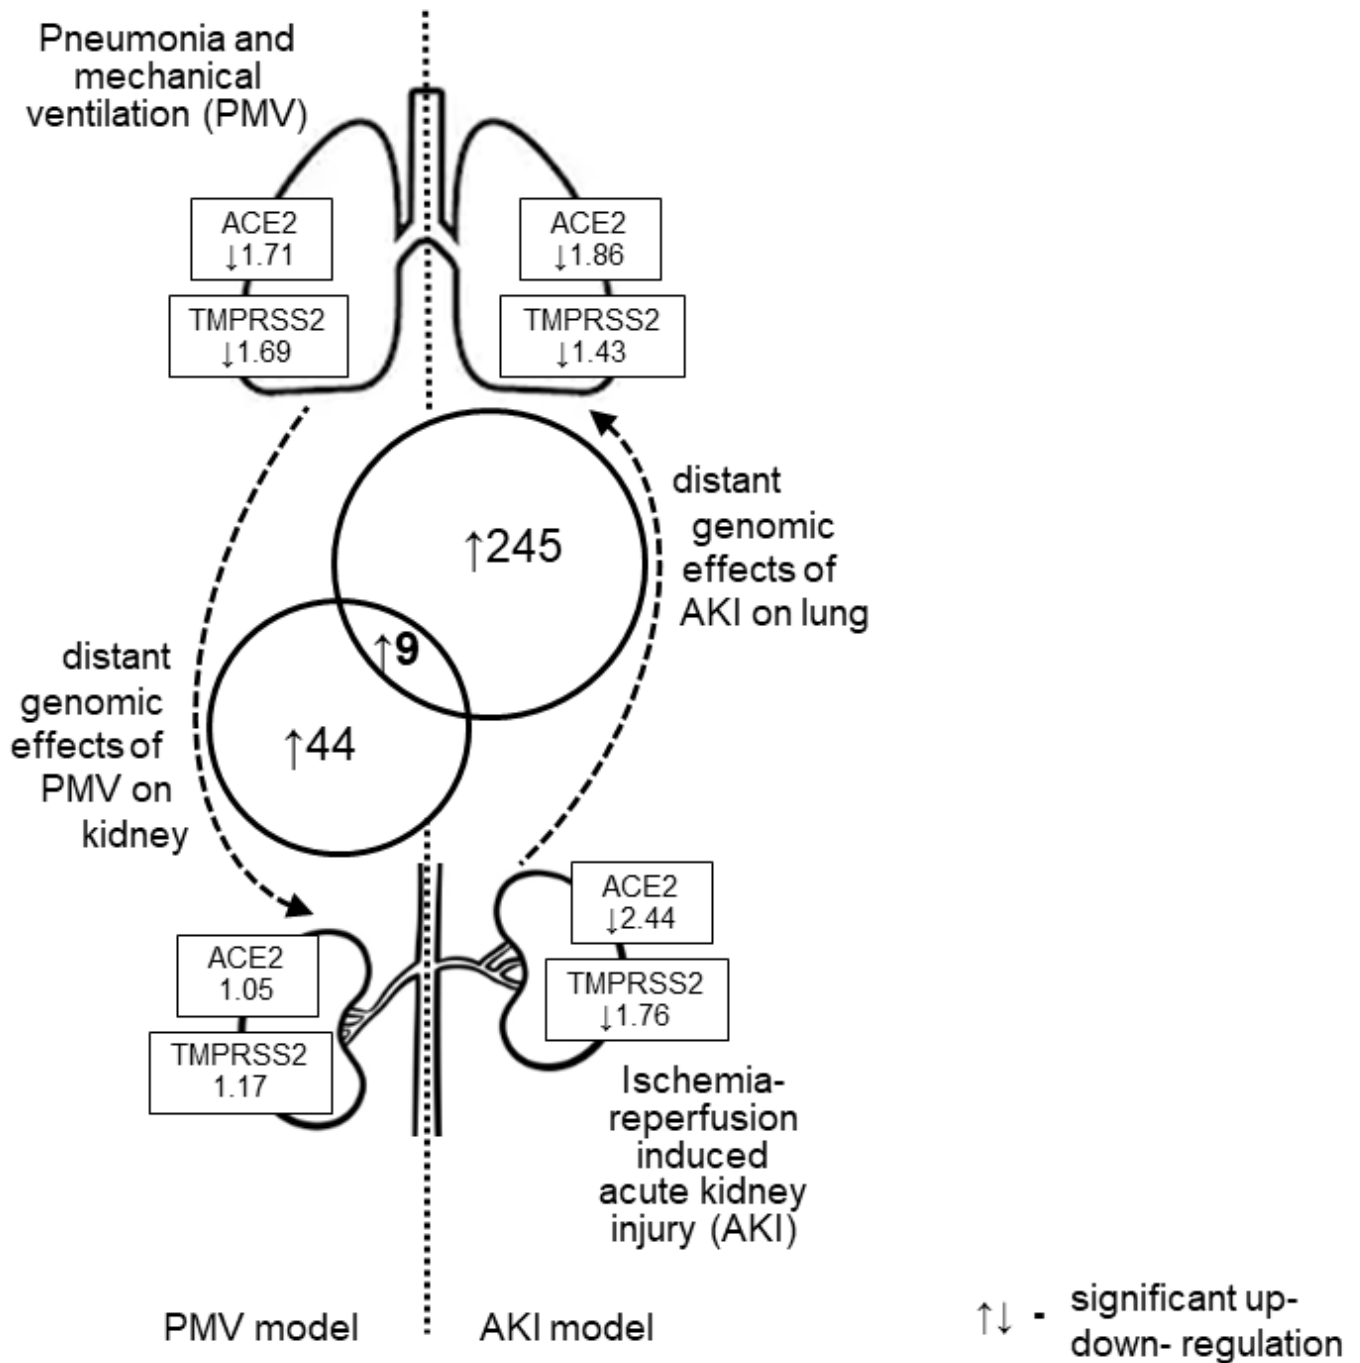 Pneumonia and
mechanical
ventilation (PMV)
ACE2
↓1.71
TMPRSS2
↓1.69
ACE2
↓1.86
TMPRSS2
↓1.43
↑245
↑9
↑44
distant
genomic
effects of
AKI on lung
distant
genomic
effects of
PMV on
kidney
ACE2
1.05
TMPRSS2
1.17
ACE2
↓2.44
TMPRSS2
↓1.76
Ischemia-
reperfusion
induced
acute kidney
injury (AKI)
PMV model
AKI model
↑↓ - significant up-
down- regulation